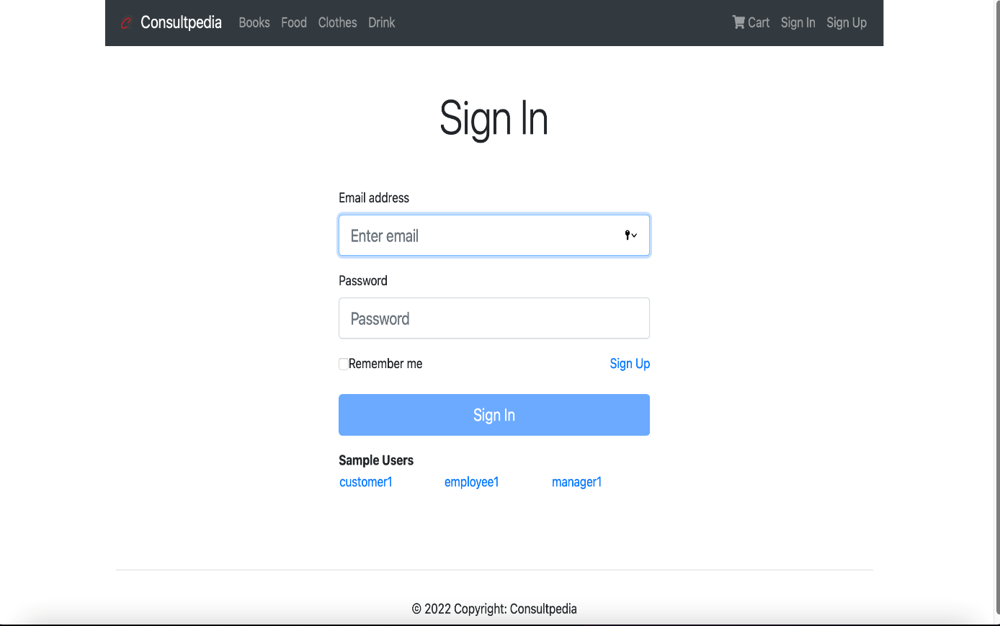 Consultpedia Books Food Clothes Drink Cart Sign In Sign Up
Sign In
Email address
Enter email
Password
Password
Remember me Sign Up
Sign In
Sample Users
customer1 employee1 manager1
© 2022 Copyright: Consultpedia